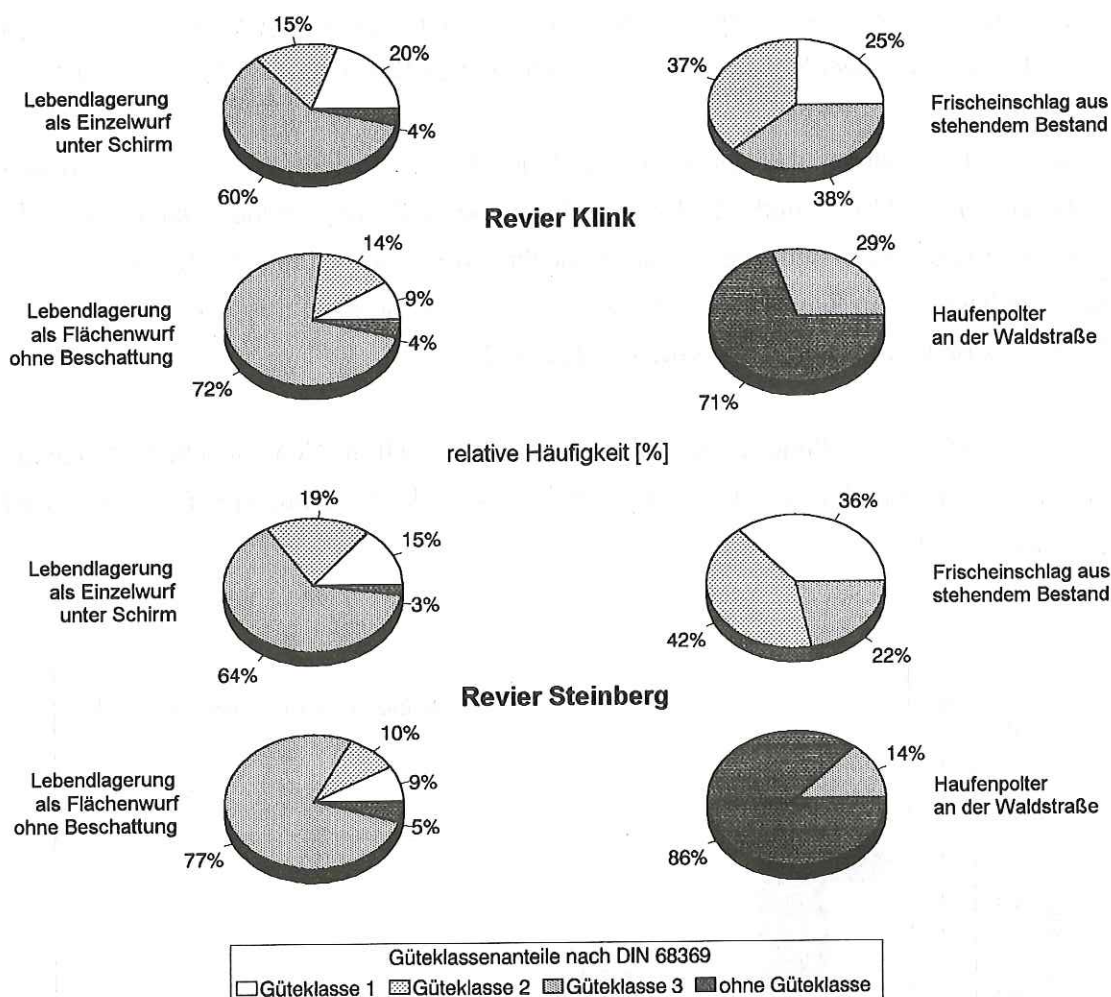 15%
20%
4%
60%
Lebendlagerung
als Einzelwurf
unter Schirm
37%
25%
38%
Frischeinschlag aus
stehendem Bestand
Revier Klink
14%
9%
4%
72%
Lebendlagerung
als Flächenwurf
ohne Beschattung
29%
71%
Haufenpolter
an der Waldstraße
relative Häufigkeit [%]
19%
15%
3%
64%
Lebendlagerung
als Einzelwurf
unter Schirm
36%
42%
22%
Frischeinschlag aus
stehendem Bestand
Revier Steinberg
10%
9%
5%
77%
Lebendlagerung
als Flächenwurf
ohne Beschattung
14%
86%
Haufenpolter
an der Waldstraße
Güteklassenanteile nach DIN 68369
Güteklasse 1 Güteklasse 2 Güteklasse 3 ohne Güteklasse